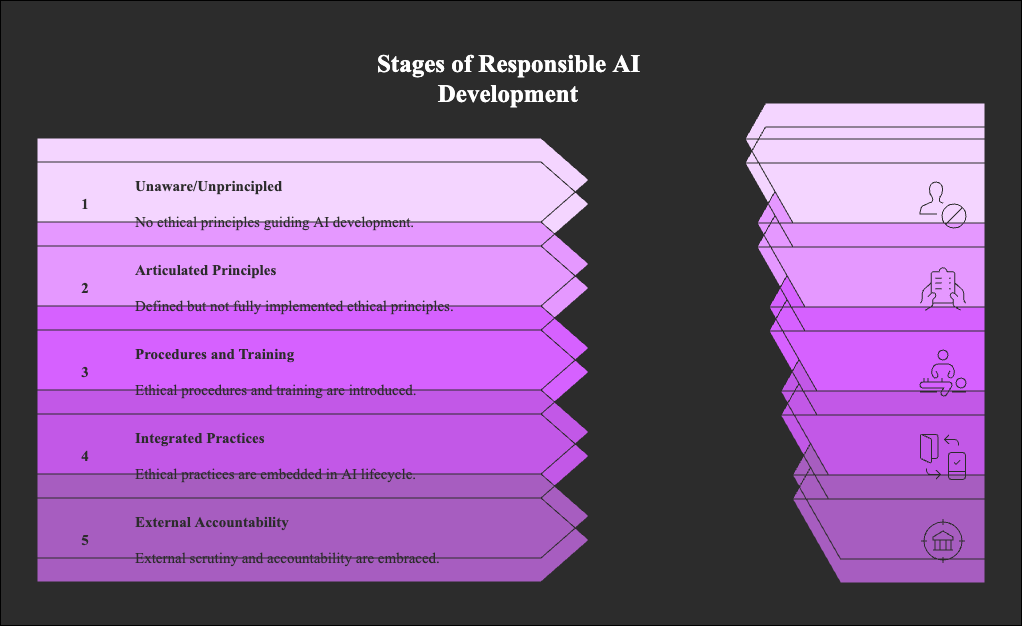 Stages of Responsible AI
Development
Unaware/Unprincipled
1
No ethical principles guiding AI development.
Articulated Principles
2
Defined but not fully implemented ethical principles.
Procedures and Training
3
Ethical procedures and training are introduced.
Integrated Practices
4
Ethical practices are embedded in AI lifecycle.
External Accountability
5
External scrutiny and accountability are embraced.